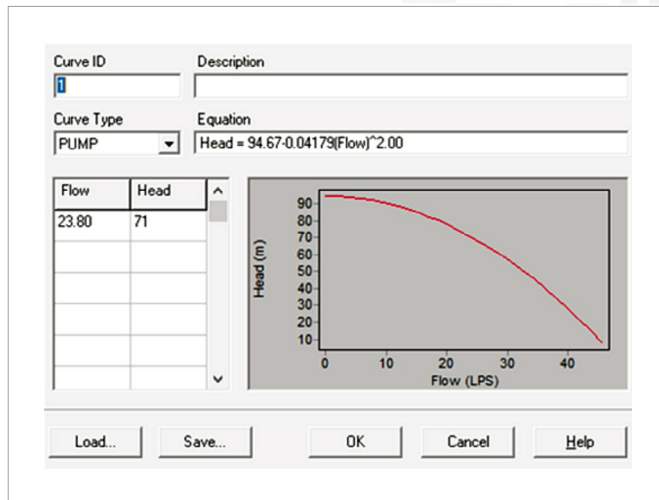 Curve ID Description
1
Curve Type Equation
PUMP Head = 94.67-0.04179(Flow)^2.00
Flow Head
23.80 71
90
80
70
60
50
40
30
20
10
Head (m)
0 10 20 30 40
Flow (LPS)
Load... Save... OK Cancel Help